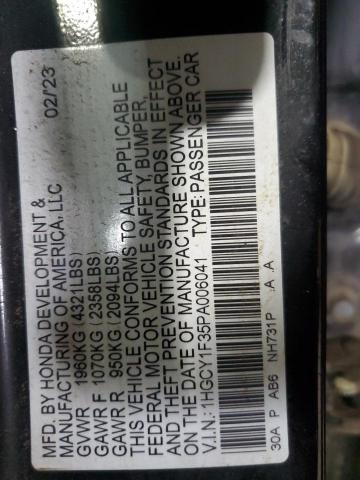 MFD. BY HONDA DEVELOPMENT & 02/23
MANUFACTURING OF AMERICA, LLC
GVWR 1960KG (4321LBS)
GAWR F 1070KG (2358LBS)
GAWR R 950KG (2094LBS)
THIS VEHICLE CONFORMS TO ALL APPLICABLE
FEDERAL MOTOR VEHICLE SAFETY, BUMPER,
AND THEFT PREVENTION STANDARDS IN EFFECT
ON THE DATE OF MANUFACTURE SHOWN ABOVE.
V.I.N.: 1HGCY1F35PA006041 TYPE:PASSENGER CAR
30A P AB6 NH731P A A